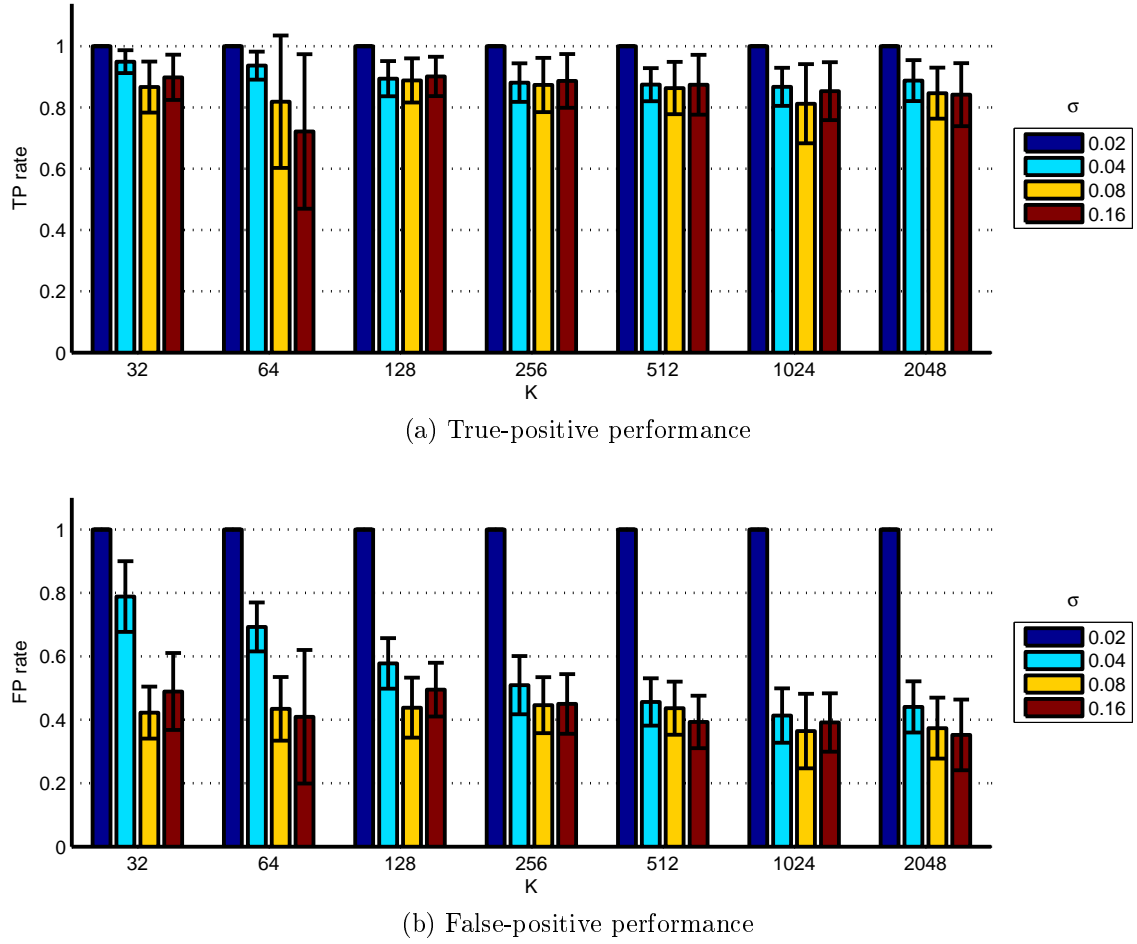 1
0.8
0.6
0.4
0.2
0
TP rate
32 64 128 256 512 1024 2048
K
σ
0.02
0.04
0.08
0.16
(a) True-positive performance
1
0.8
0.6
0.4
0.2
0
FP rate
32 64 128 256 512 1024 2048
K
σ
0.02
0.04
0.08
0.16
(b) False-positive performance